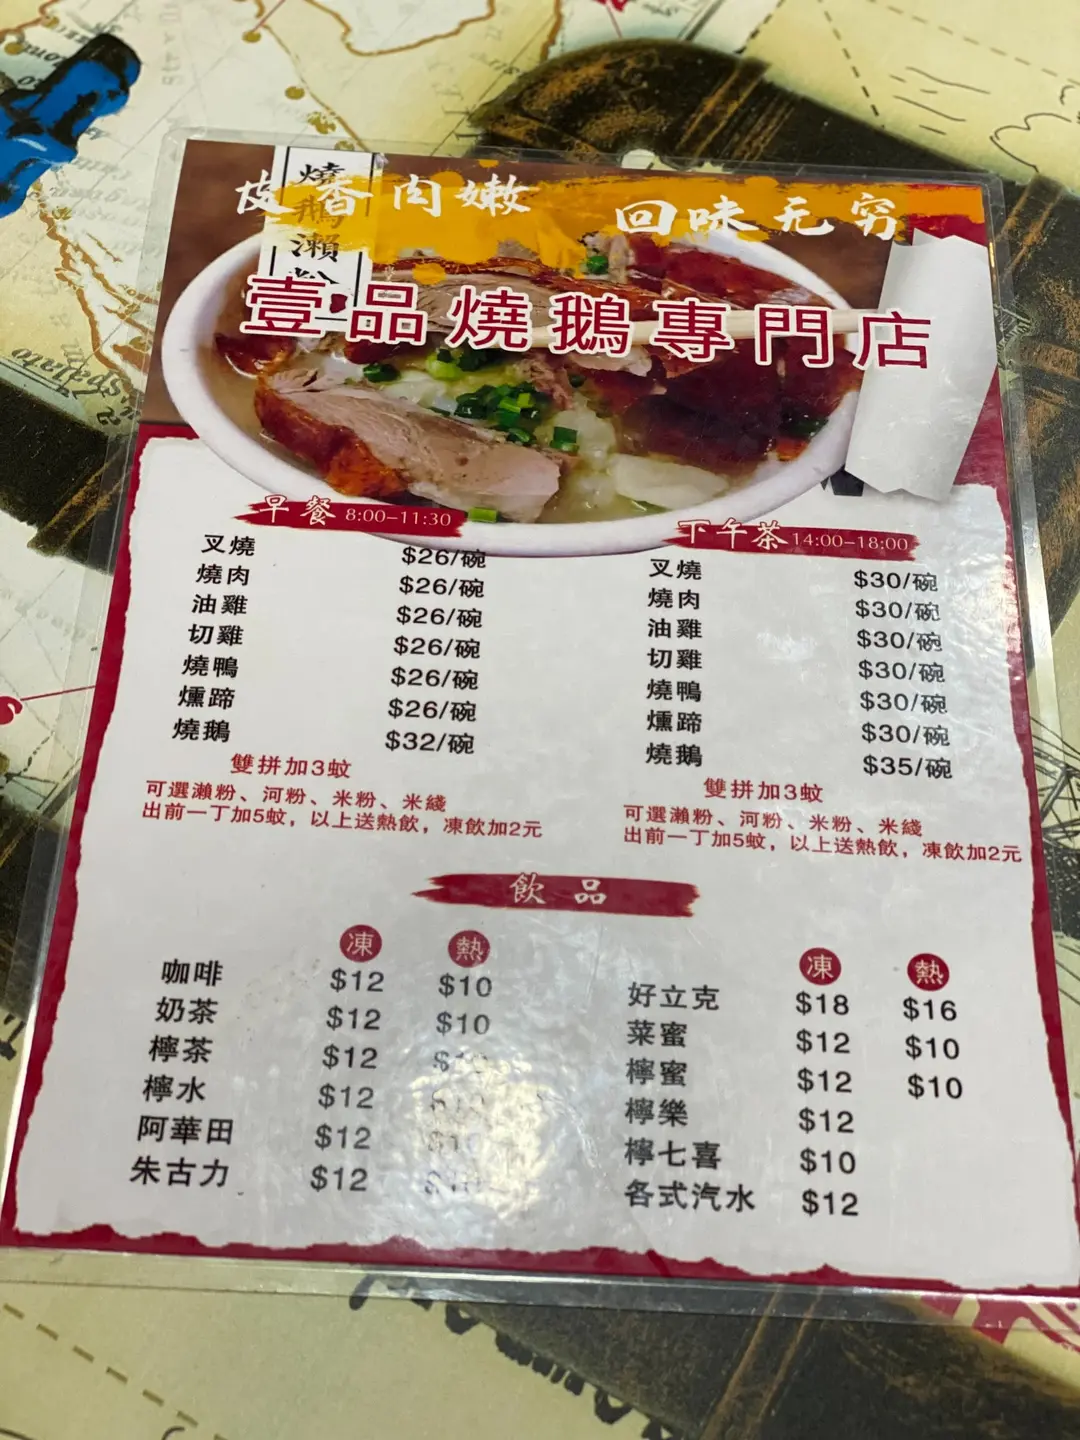 燒鵝瀨粉
皮香肉嫩 回味无穷
壹品燒鵝專門店
早餐 8:00-11:30
叉燒 $26/碗
燒肉 $26/碗
油雞 $26/碗
切雞 $26/碗
燒鴨 $26/碗
燻蹄 $26/碗
燒鵝 $32/碗
雙拼加3蚊
可選瀨粉、河粉、米粉、米綫
出前一丁加5蚊，以上送熱飲，凍飲加2元
下午茶 14:00-18:00
叉燒 $30/碗
燒肉 $30/碗
油雞 $30/碗
切雞 $30/碗
燒鴨 $30/碗
燻蹄 $30/碗
燒鵝 $35/碗
雙拼加3蚊
可選瀨粉、河粉、米粉、米綫
出前一丁加5蚊，以上送熱飲，凍飲加2元
飲品
凍 熱
咖啡 $12 $10
奶茶 $12 $10
檸茶 $12
檸水 $12
阿華田 $12 $10
朱古力 $12
凍 熱
好立克 $18 $16
菜蜜 $12 $10
檸蜜 $12 $10
檸樂 $12
檸七喜 $10
各式汽水 $12